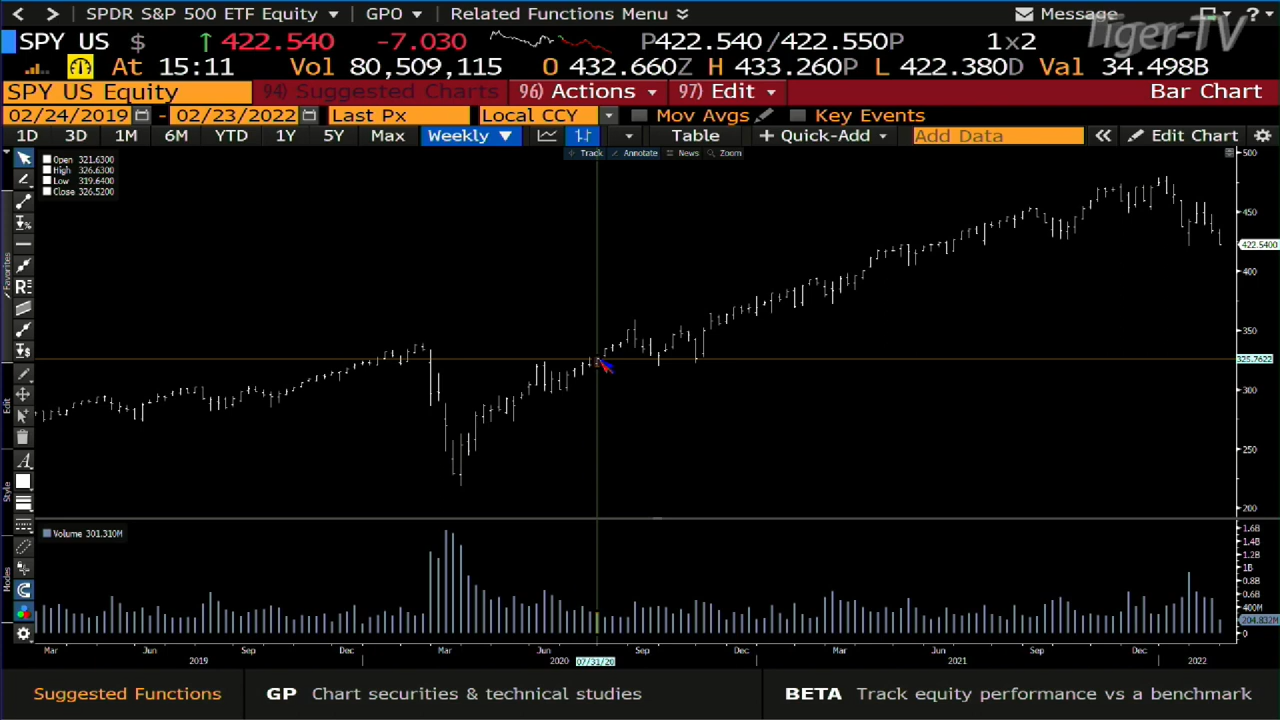 SPDR S&P 500 ETF Equity GPO Related Functions Menu Message ?
Tiger-TV
SPY US $ ↑ 422.540 -7.030 P422.540/422.550P 1x2
At 15:11 Vol 80,509,115 O 432.660Z H 433.260P L 422.380D Val 34.498B
SPY US Equity 94) Suggested Charts 96) Actions 97) Edit Bar Chart
02/24/2019 - 02/23/2022 Last Px Local CCY Mov Avgs Key Events
1D 3D 1M 6M YTD 1Y 5Y Max Weekly ▼ Table + Quick-Add Add Data « Edit Chart
Track Annotate News Zoom
Open 321.6300
High 326.6300
Low 319.6400
Close 326.5200
500
450
422.5400
400
350
325.7622
300
250
200
Favorites
Edit
Style
Modes
Volume 301.310M
1.6B
1.4B
1.2B
1B
0.8B
0.6B
400M
204.832M
0
Mar Jun Sep Dec Mar Jun Sep Dec Mar Jun Sep Dec
2019 2020 07/31/20 2021 2022
Suggested Functions GP Chart securities & technical studies BETA Track equity performance vs a benchmark